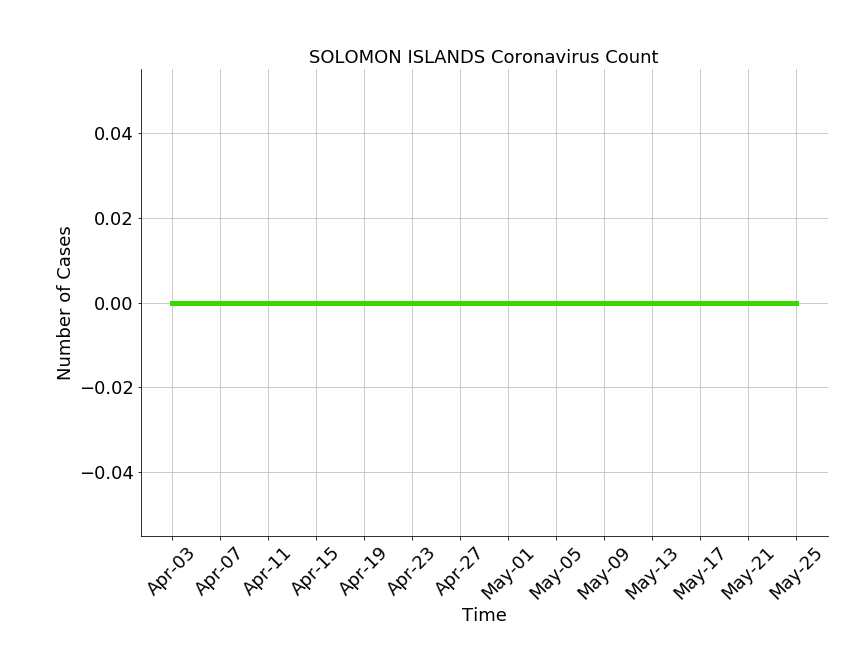 SOLOMON ISLANDS Coronavirus Count
0.04
0.02
0.00
−0.02
−0.04
Number of Cases
Apr-03
Apr-07
Apr-11
Apr-15
Apr-19
Apr-23
Apr-27
May-01
May-05
May-09
May-13
May-17
May-21
May-25
Time